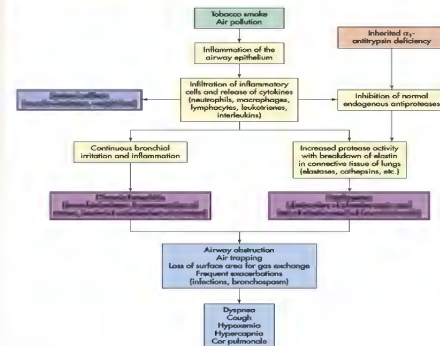 Tobacco smoke
Air pollution
Inherited α₁-
antitrypsin deficiency
Inflammation of the
airway epithelium
Infiltration of inflammatory
cells and release of cytokines
(neutrophils, macrophages,
lymphocytes, leukotrienes,
interleukins)
Inhibition of normal
endogenous antiproteases
Continuous bronchial
irritation and inflammation
Increased protease activity
with breakdown of elastin
in connective tissue of lungs
(elastases, cathepsins, etc.)
Airway obstruction
Air trapping
Loss of surface area for gas exchange
Frequent exacerbations
(infections, bronchospasm)
Dyspnea
Cough
Hypoxemia
Hypercapnia
Cor pulmonale